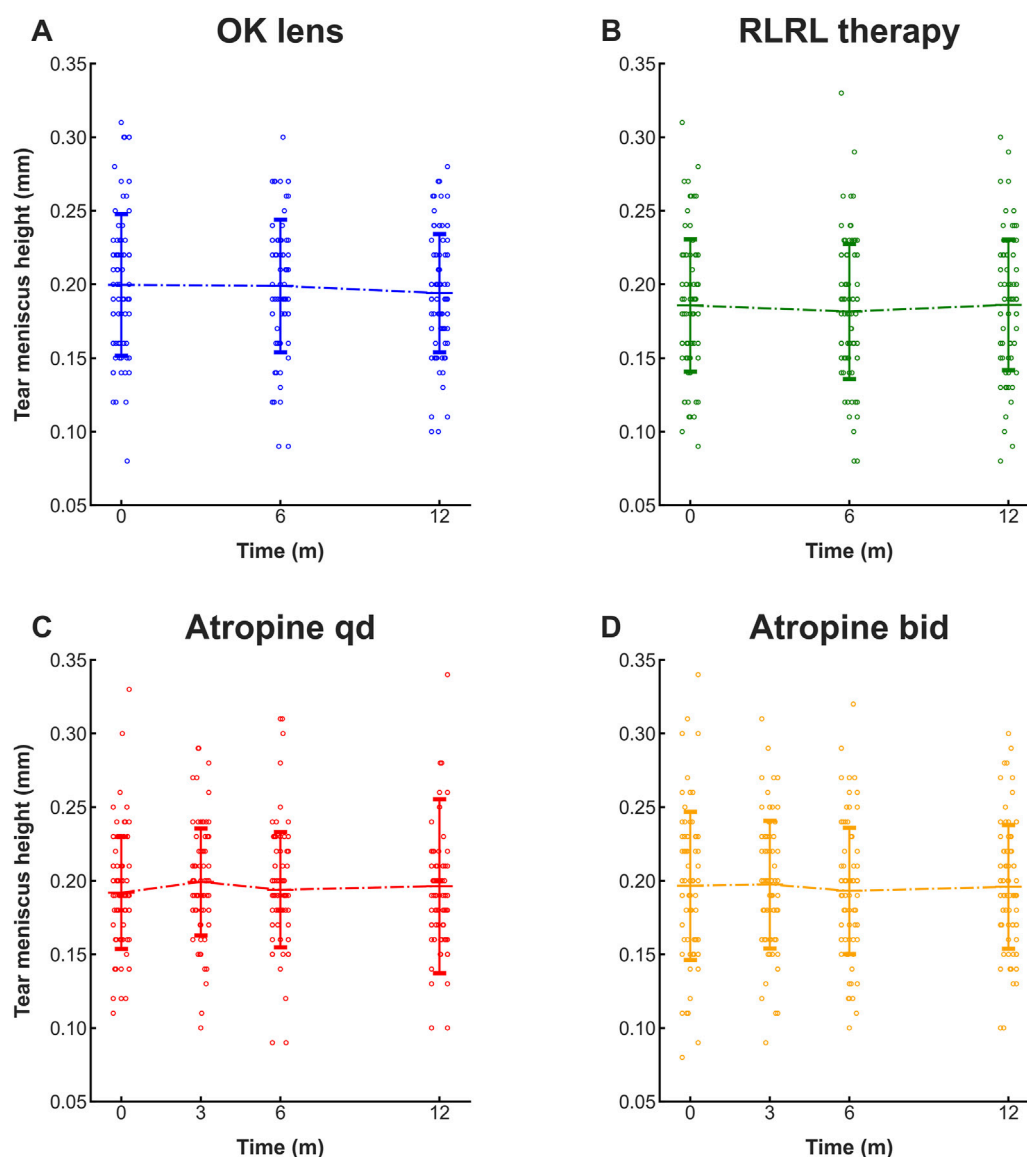 A OK lens
0.35
0.30
0.25
0.20
0.15
0.10
0.05
Tear meniscus height (mm)
0 6 12
Time (m)
B RLRL therapy
0.35
0.30
0.25
0.20
0.15
0.10
0.05
0 6 12
Time (m)
C Atropine qd
0.35
0.30
0.25
0.20
0.15
0.10
0.05
Tear meniscus height (mm)
0 3 6 12
Time (m)
D Atropine bid
0.35
0.30
0.25
0.20
0.15
0.10
0.05
0 3 6 12
Time (m)